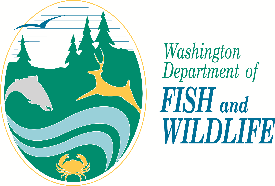 Washington
Department of
FISH and
WILDLIFE